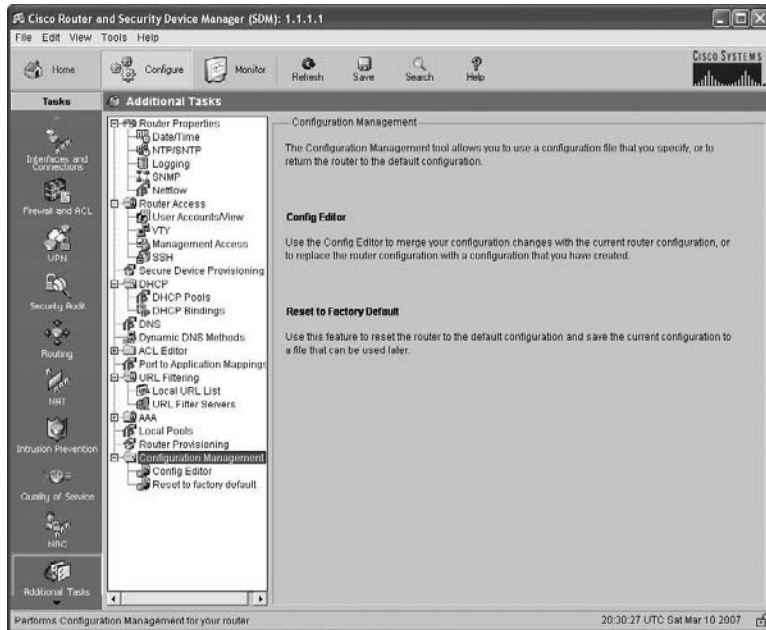 Cisco Router and Security Device Manager (SDM): 1.1.1.1
File Edit View Tools Help
Home Configure Monitor Refresh Save Search Help
CISCO SYSTEMS
Tasks
Additional Tasks
Interfaces and Connections
Firewall and ACL
VPN
Security Audit
Routing
NAT
Intrusion Prevention
Quality of Service
NAC
Additional Tasks
Router Properties
Date/Time
NTP/SNTP
Logging
SNMP
Netflow
Router Access
User Accounts/View
VTY
Management Access
SSH
Secure Device Provisioning
DHCP
DHCP Pools
DHCP Bindings
DNS
Dynamic DNS Methods
ACL Editor
Port to Application Mappings
URL Filtering
Local URL List
URL Filter Servers
AAA
Local Pools
Router Provisioning
Configuration Management
Config Editor
Reset to factory default
Configuration Management
The Configuration Management tool allows you to use a configuration file that you specify, or to
return the router to the default configuration.
Config Editor
Use the Config Editor to merge your configuration changes with the current router configuration, or
to replace the router configuration with a configuration that you have created.
Reset to Factory Default
Use this feature to reset the router to the default configuration and save the current configuration to
a file that can be used later.
Performs Configuration Management for your router
20:30:27 UTC Sat Mar 10 2007